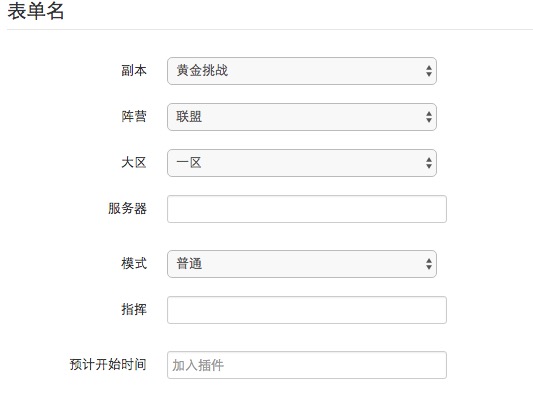 表单名
副本 黄金挑战
阵营 联盟
大区 一区
服务器
模式 普通
指挥
预计开始时间 加入插件